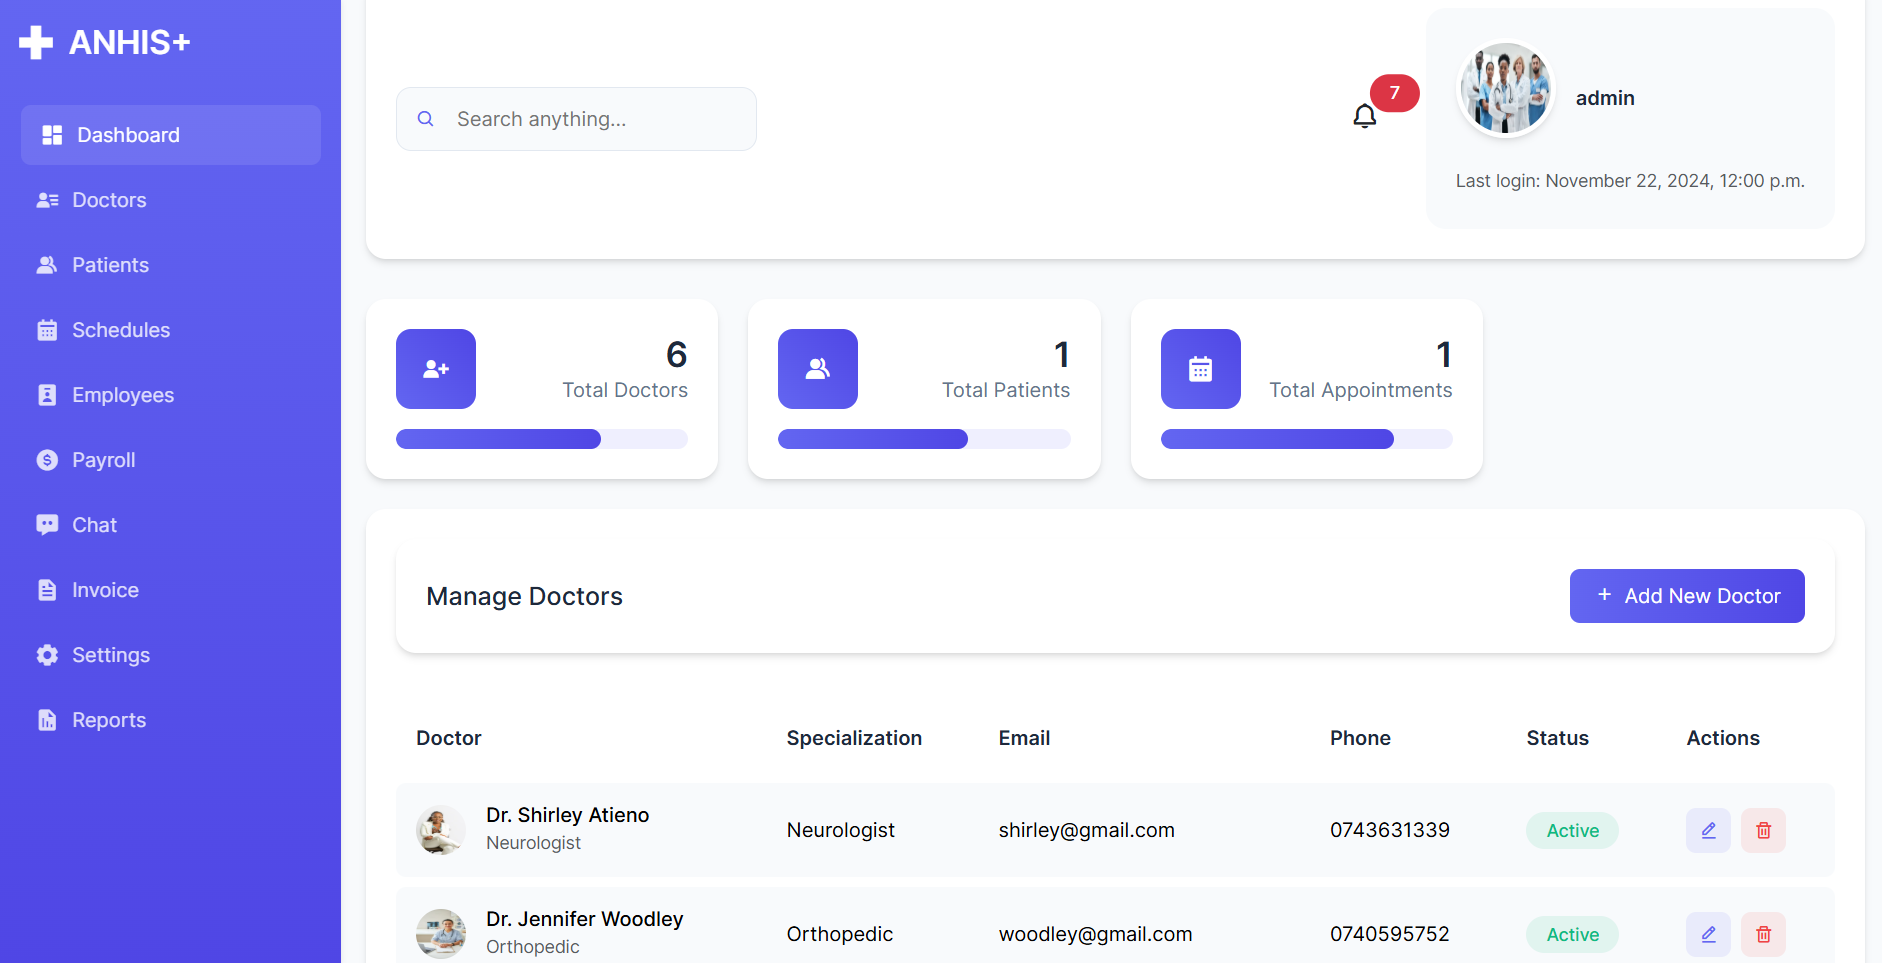 ANHIS+
Dashboard
Doctors
Patients
Schedules
Employees
Payroll
Chat
Invoice
Settings
Reports
Search anything...
7
admin
Last login: November 22, 2024, 12:00 p.m.
6
Total Doctors
1
Total Patients
1
Total Appointments
Manage Doctors
+ Add New Doctor
Doctor Specialization Email Phone Status Actions
Dr. Shirley Atieno
Neurologist
Neurologist shirley@gmail.com 0743631339 Active
Dr. Jennifer Woodley
Orthopedic
Orthopedic woodley@gmail.com 0740595752 Active